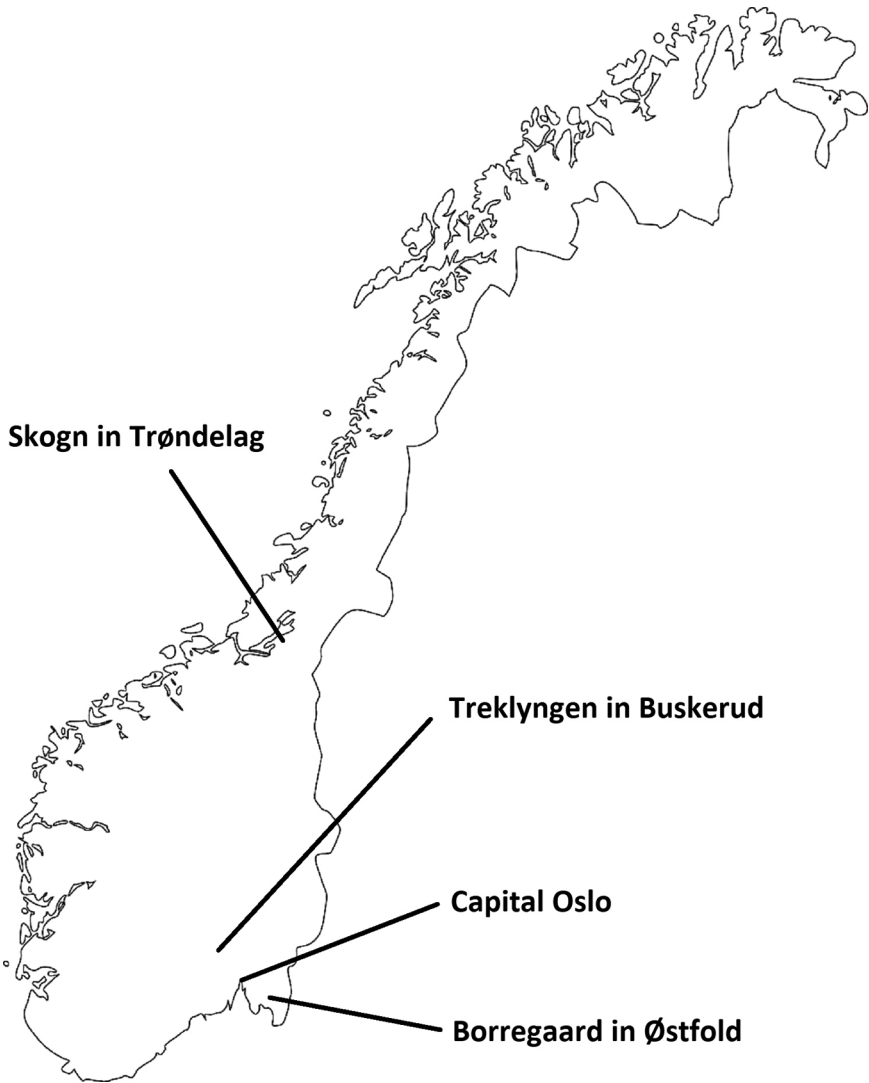 Skogn in Trøndelag
Treklyngen in Buskerud
Capital Oslo
Borregaard in Østfold